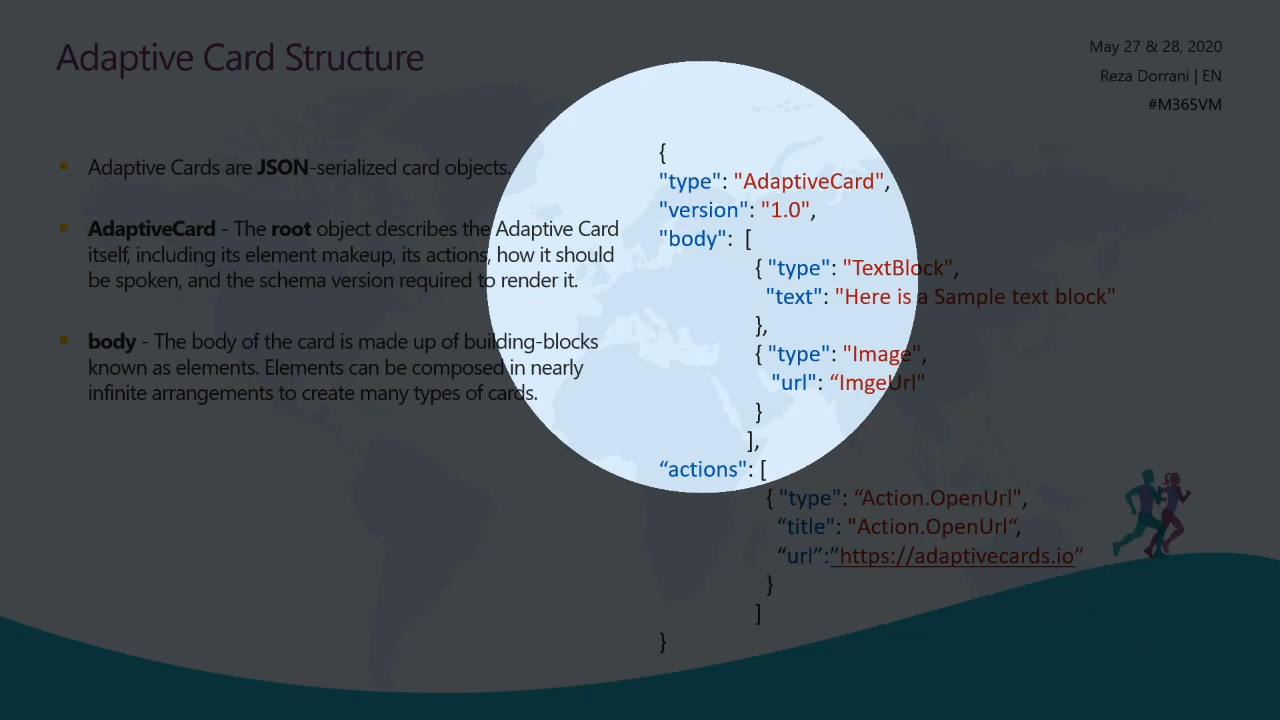 Adaptive Card Structure
May 27 & 28, 2020
Reza Dorrani | EN
#M365VM
Adaptive Cards are JSON-serialized card objects.
AdaptiveCard - The root object describes the Adaptive Card
itself, including its element makeup, its actions, how it should
be spoken, and the schema version required to render it.
body - The body of the card is made up of building-blocks
known as elements. Elements can be composed in nearly
infinite arrangements to create many types of cards.
{
"type": "AdaptiveCard",
"version": "1.0",
"body": [
{ "type": "TextBlock",
"text": "Here is a Sample text block"
},
{ "type": "Image",
"url": “ImgeUrl"
}
],
“actions": [
{ "type": “Action.OpenUrl",
“title": "Action.OpenUrl“,
“url”:”https://adaptivecards.io”
}
]
}